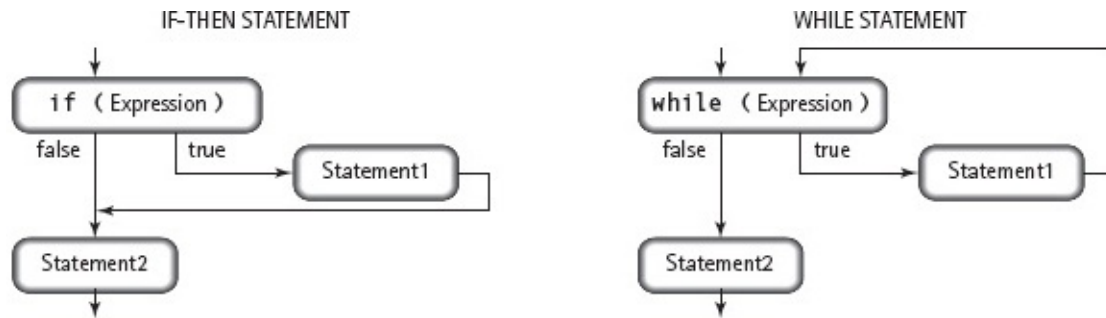 IF-THEN STATEMENT
if ( Expression )
false
true
Statement1
Statement2
WHILE STATEMENT
while ( Expression )
false
true
Statement1
Statement2